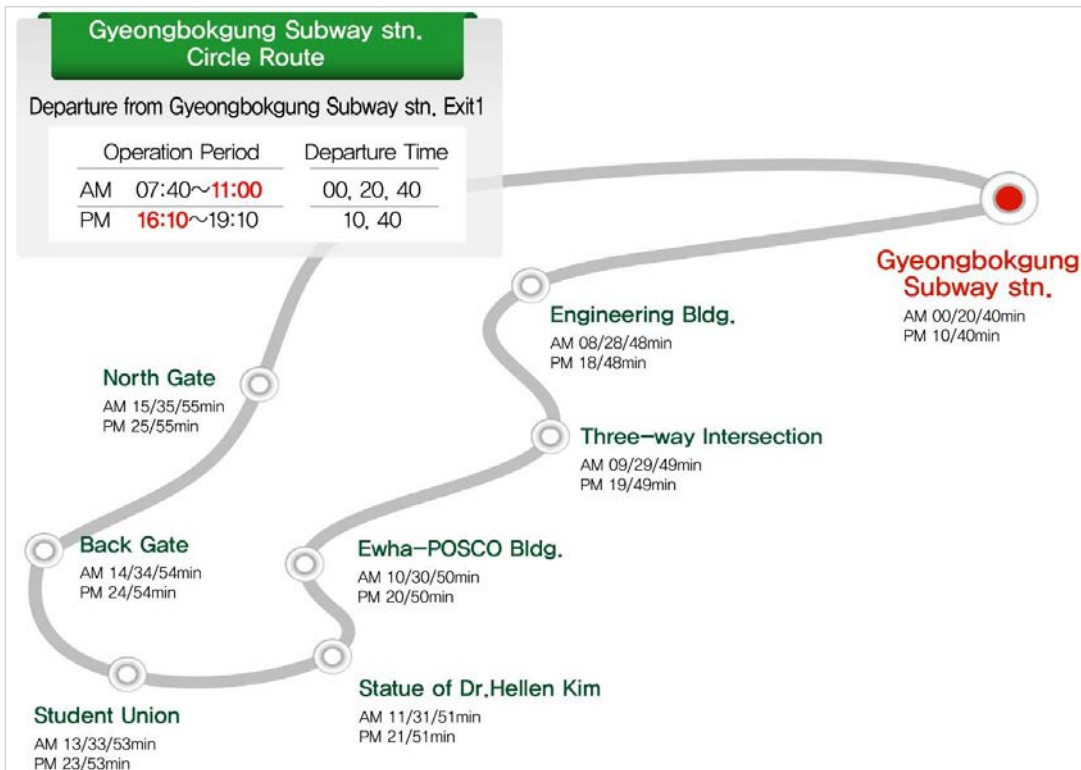 Gyeongbokgung Subway stn.
Circle Route
Departure from Gyeongbokgung Subway stn. Exit1
Operation Period Departure Time
AM 07:40~11:00 00, 20, 40
PM 16:10~19:10 10, 40
Gyeongbokgung
Subway stn.
AM 00/20/40min
PM 10/40min
Engineering Bldg.
AM 08/28/48min
PM 18/48min
North Gate
AM 15/35/55min
PM 25/55min
Three-way Intersection
AM 09/29/49min
PM 19/49min
Back Gate
AM 14/34/54min
PM 24/54min
Ewha-POSCO Bldg.
AM 10/30/50min
PM 20/50min
Statue of Dr.Hellen Kim
AM 11/31/51min
PM 21/51min
Student Union
AM 13/33/53min
PM 23/53min